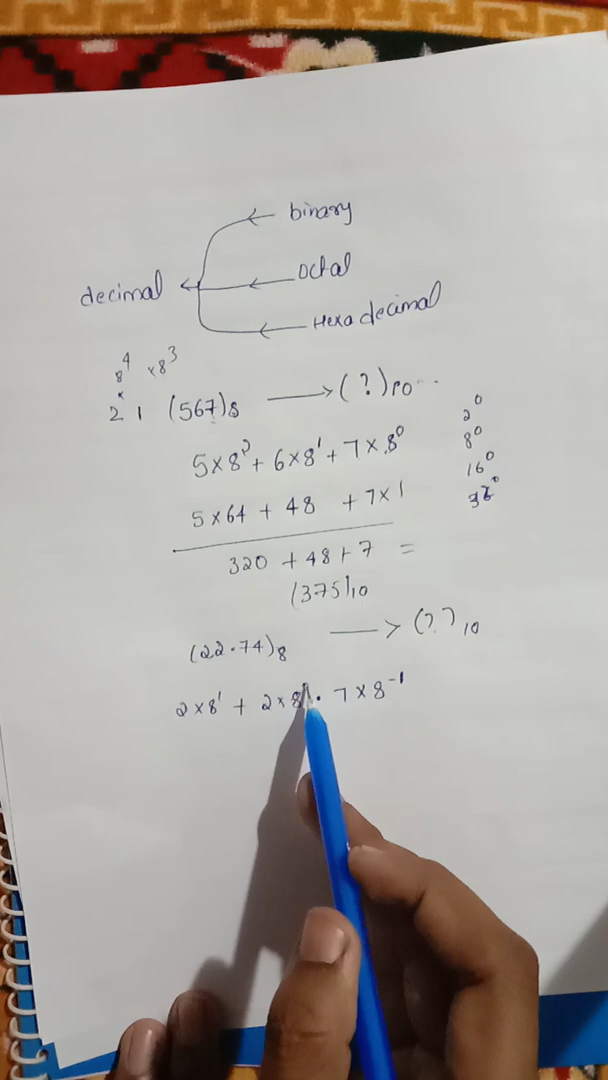 binary
octal
decimal
Hexa decimal
8⁴ ×8³
2 1 (567)8 → (?)10
5×8² + 6×8¹ + 7×8⁰
2⁰
8⁰
16⁰
5×64 + 48 + 7×1
320 + 48 + 7 =
(375)10
(22.74)8 → (?)10
2×8¹ + 2×8 . 7×8⁻¹